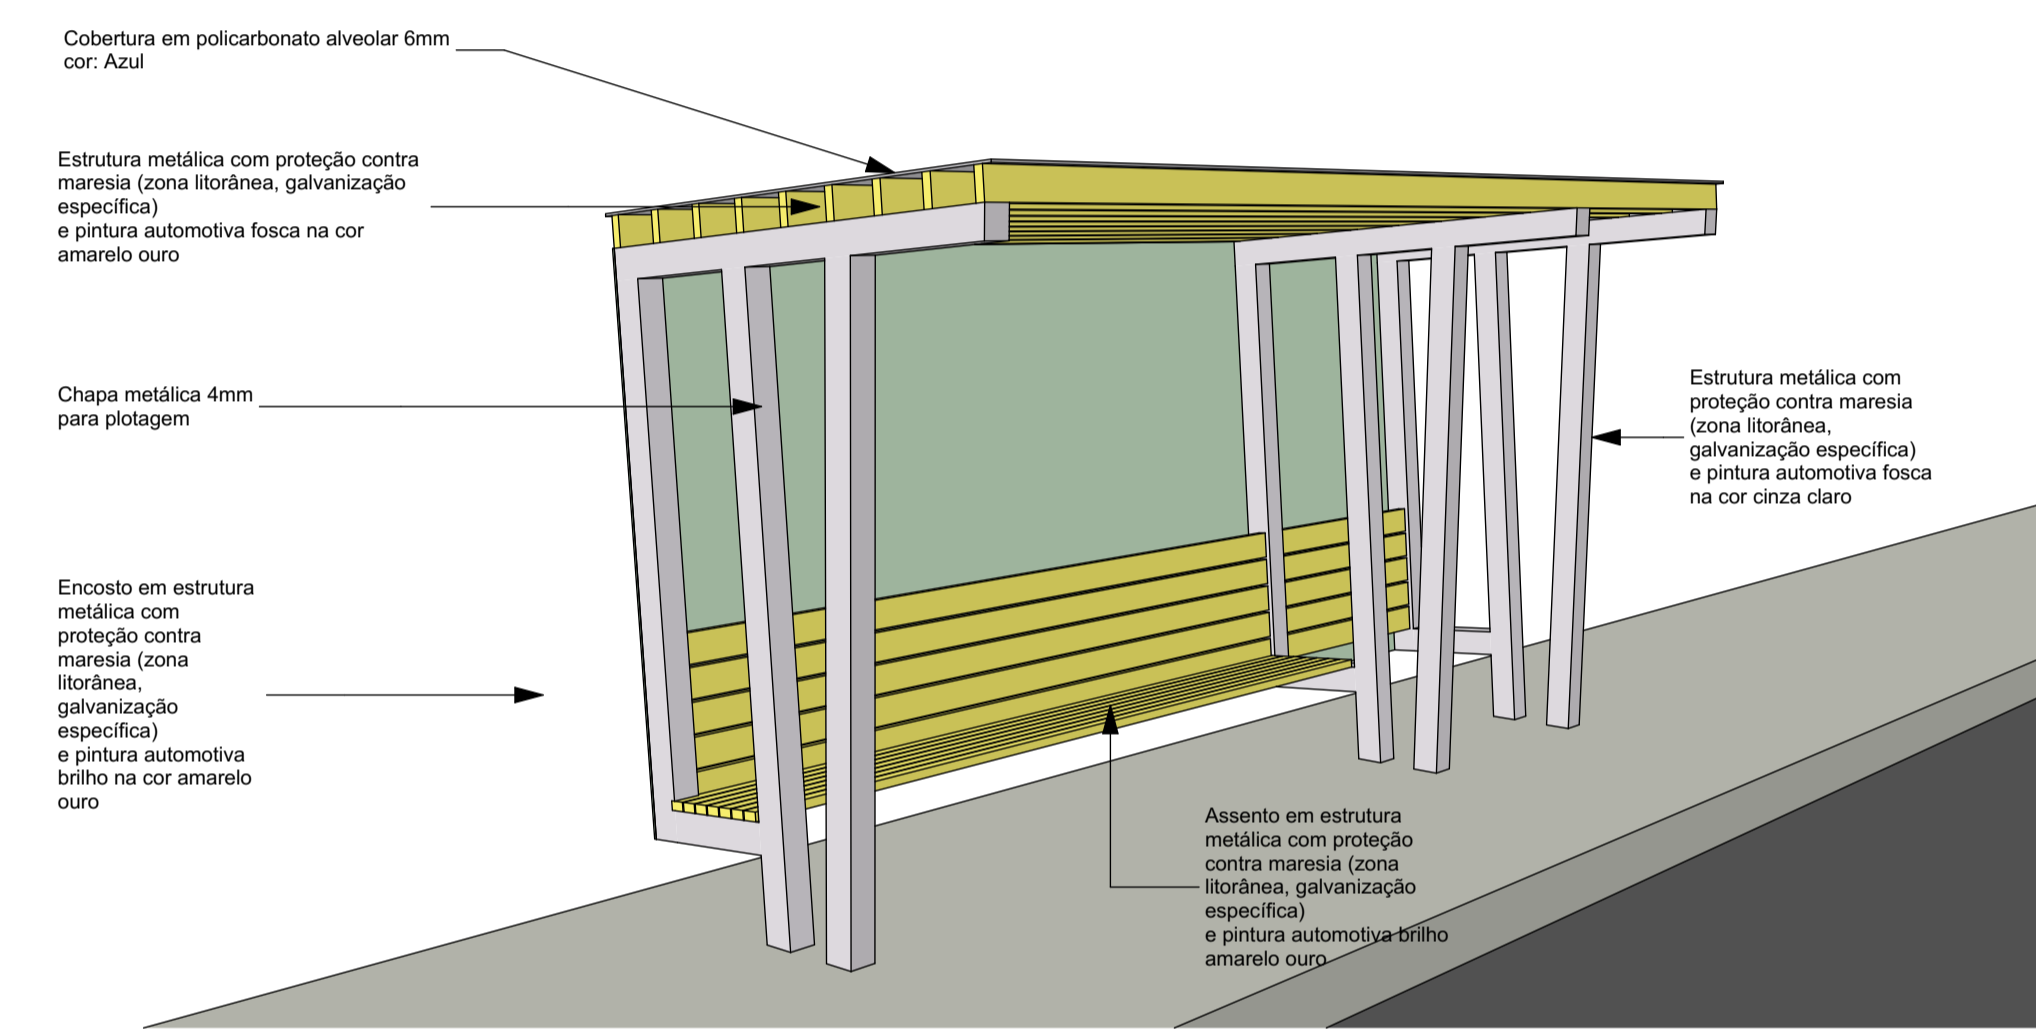 Cobertura em policarbonato alveolar 6mm
cor: Azul
Estrutura metálica com proteção contra
maresia (zona litorânea, galvanização
específica)
e pintura automotiva fosca na cor
amarelo ouro
Chapa metálica 4mm
para plotagem
Estrutura metálica com
proteção contra maresia
(zona litorânea,
galvanização específica)
e pintura automotiva fosca
na cor cinza claro
Encosto em estrutura
metálica com
proteção contra
maresia (zona
litorânea,
galvanização
específica)
e pintura automotiva
brilho na cor amarelo
ouro
Assento em estrutura
metálica com proteção
contra maresia (zona
litorânea, galvanização
específica)
e pintura automotiva brilho
amarelo ouro